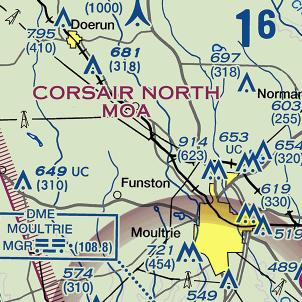 (1000)
795
(410)
Doerun
16
681
(318)
697
(318)
CORSAIR NORTH
MOA
Norman
603
(255)
914
(623)
653
UC
654
(320)
649 UC
(310)
Funston
619
(330)
DME
MOULTRIE
MGR (108.8)
Moultrie
519
721
(454)
574
(310)
489
549